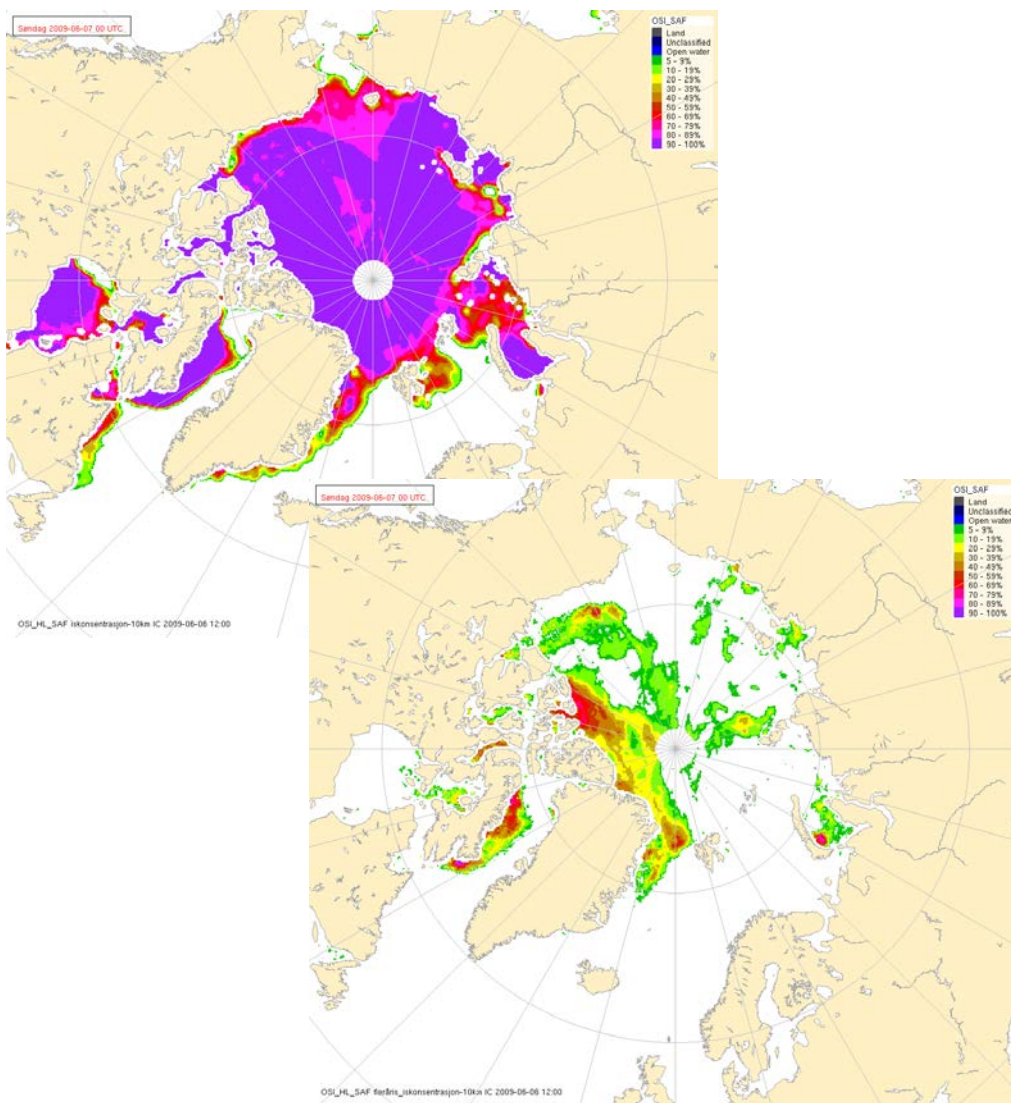 Søndag 2009-06-07 00 UTC
OSI_SAF
Land
Unclassified
Open water
5 - 9%
10 - 19%
20 - 29%
30 - 39%
40 - 49%
50 - 59%
60 - 69%
70 - 79%
80 - 89%
90 - 100%
OSI_HL_SAF iskonsentrasjon-10km IC 2009-06-06 12:00
Søndag 2009-06-07 00 UTC
OSI_SAF
Land
Unclassified
Open water
5 - 9%
10 - 19%
20 - 29%
30 - 39%
40 - 49%
50 - 59%
60 - 69%
70 - 79%
80 - 89%
90 - 100%
OSI_HL_SAF fleråris_iskonsentrasjon-10km IC 2009-06-06 12:00